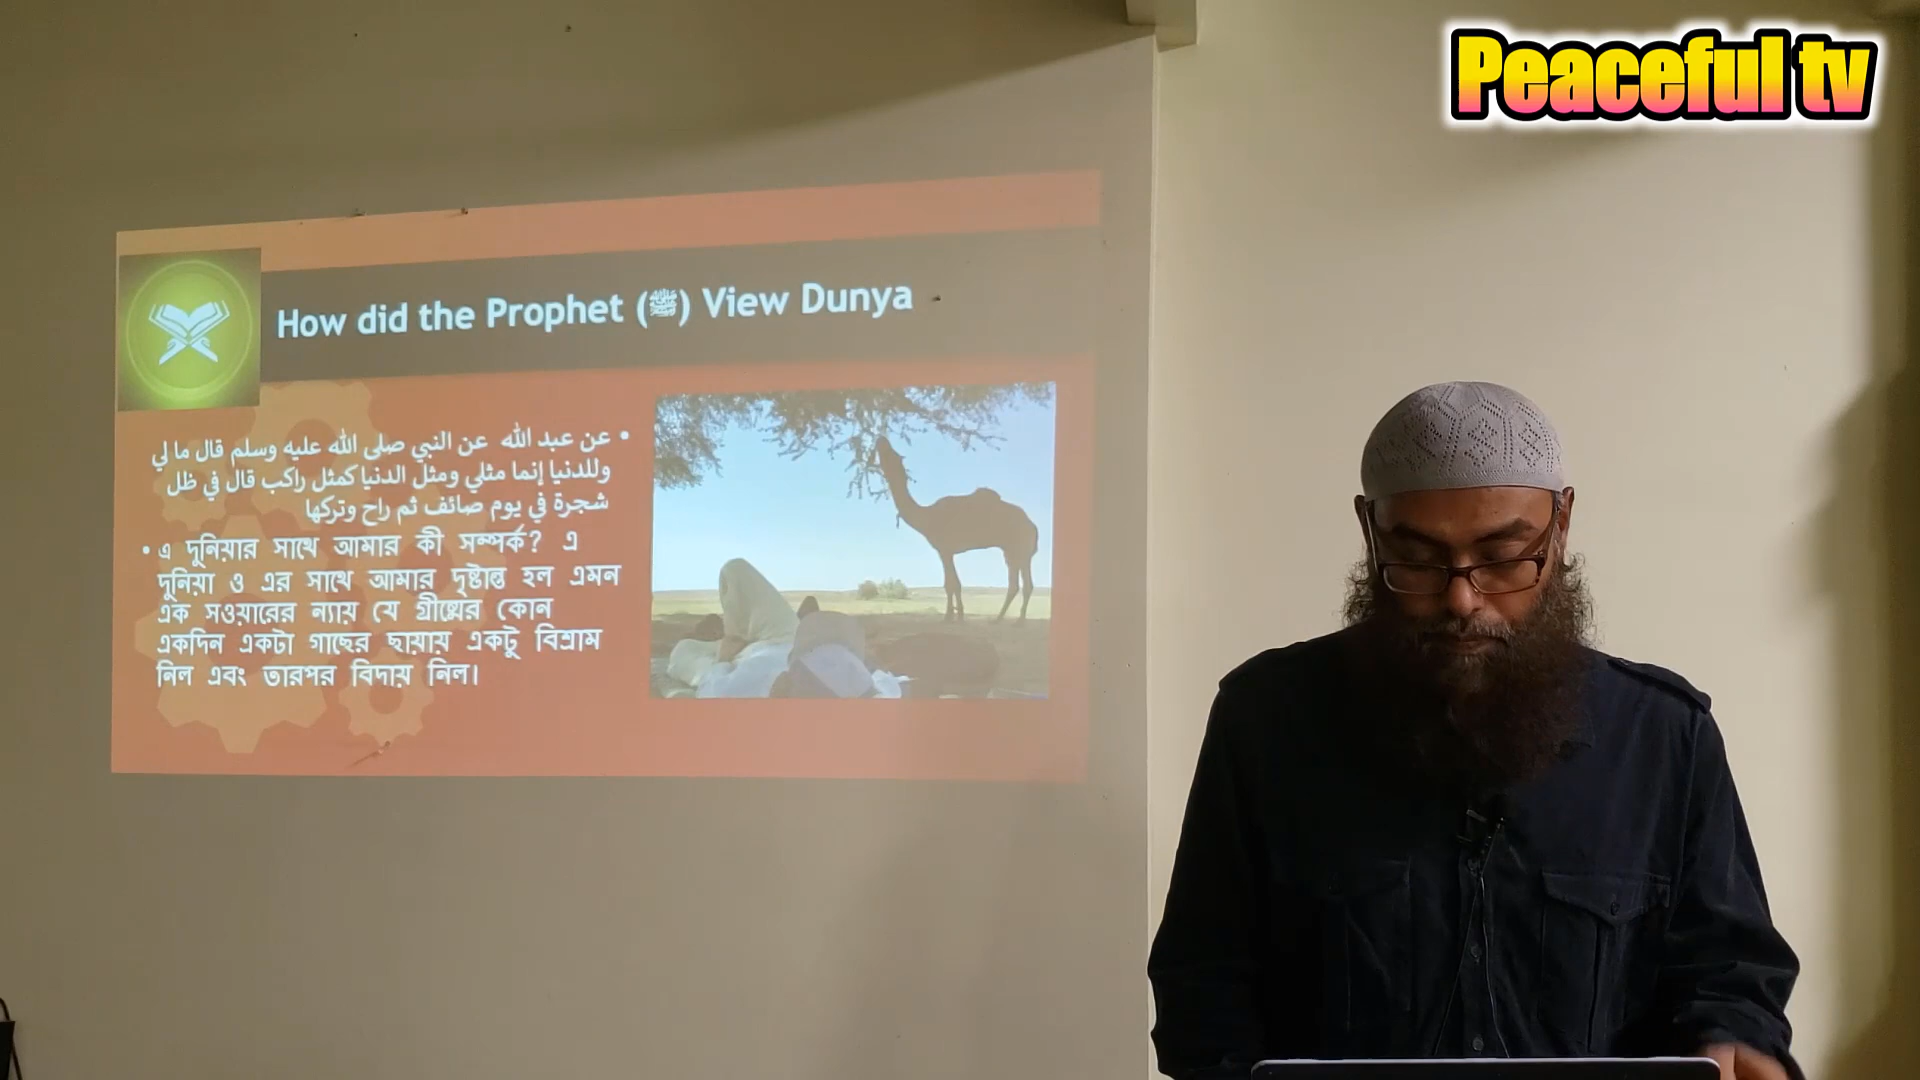 Peaceful tv
How did the Prophet (ﷺ) View Dunya
• عن عبد الله عن النبي صلى الله عليه وسلم قال ما لي
وللدنيا إنما مثلي ومثل الدنيا كمثل راكب قال في ظل
شجرة في يوم صائف ثم راح وتركها
• এ দুনিয়ার সাথে আমার কী সম্পর্ক? এ
দুনিয়া ও এর সাথে আমার দৃষ্টান্ত হল এমন
এক সওয়ারের ন্যায় যে গ্রীষ্মের কোন
একদিন একটা গাছের ছায়ায় একটু বিশ্রাম
নিল এবং তারপর বিদায় নিল।